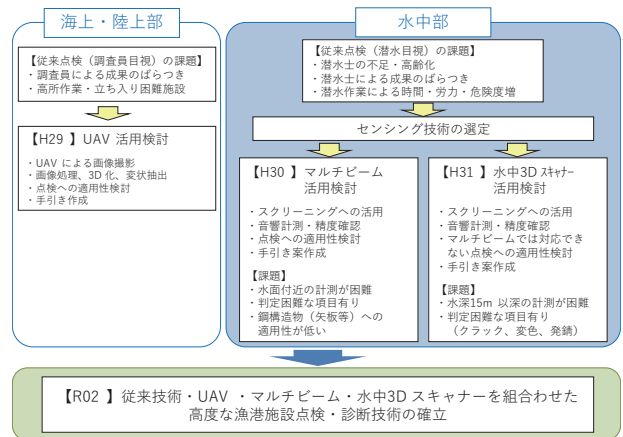 海上・陸上部
【従来点検（調査員目視）の課題】
・調査員による成果のばらつき
・高所作業・立ち入り困難施設
【H29 】UAV 活用検討
・UAV による画像撮影
・画像処理、3D 化、変状抽出
・点検への適用性検討
・手引き作成
水中部
【従来点検（潜水目視）の課題】
・潜水士の不足・高齢化
・潜水士による成果のばらつき
・潜水作業による時間・労力・危険度増
センシング技術の選定
【H30 】マルチビーム
活用検討
・スクリーニングへの活用
・音響計測・精度確認
・点検への適用性検討
・手引き案作成
【課題】
・水面付近の計測が困難
・判定困難な項目有り
・鋼構造物（矢板等）への
適用性が低い
【H31 】水中3D ｽｷｬﾅｰ
活用検討
・スクリーニングへの活用
・音響計測・精度確認
・マルチビームでは対応でき
ない点検への適用性検討
・手引き案作成
【課題】
・水深15m 以深の計測が困難
・判定困難な項目有り
（クラック、変色、発錆）
【R02 】従来技術・UAV ・マルチビーム・水中3D スキャナーを組合わせた
高度な漁港施設点検・診断技術の確立